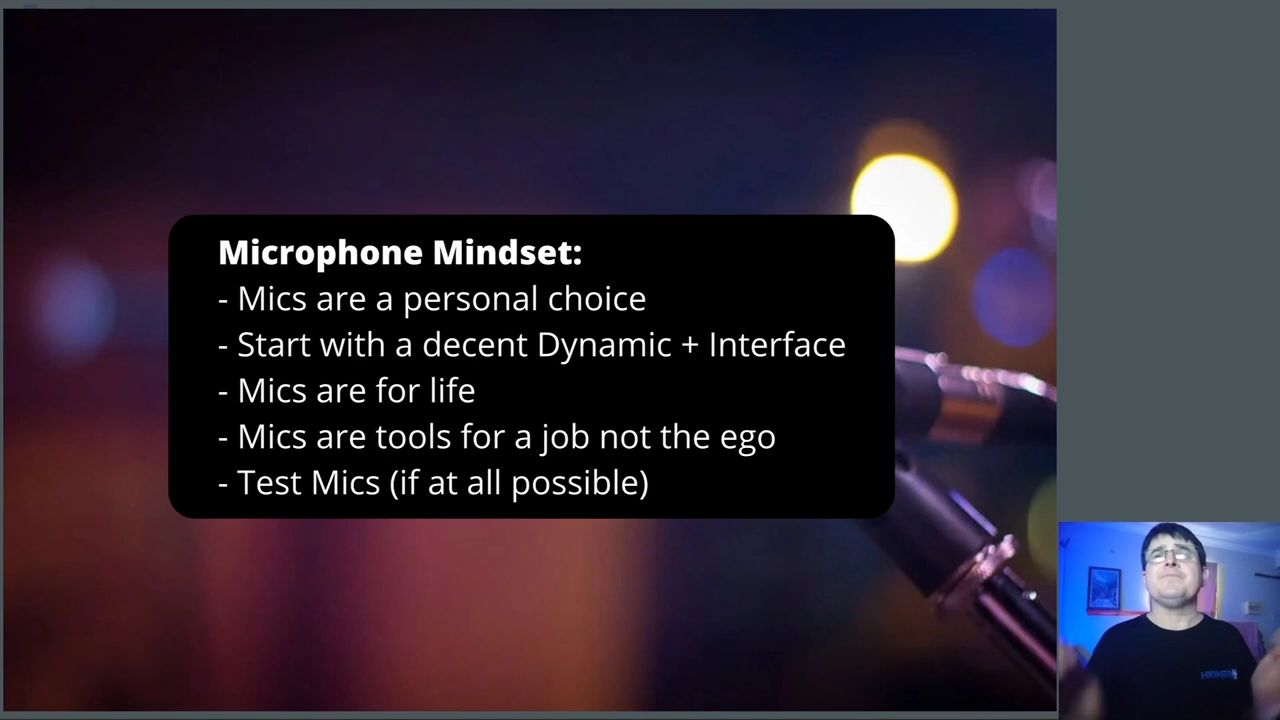 Microphone Mindset:
- Mics are a personal choice
- Start with a decent Dynamic + Interface
- Mics are for life
- Mics are tools for a job not the ego
- Test Mics (if at all possible)
HIGHER